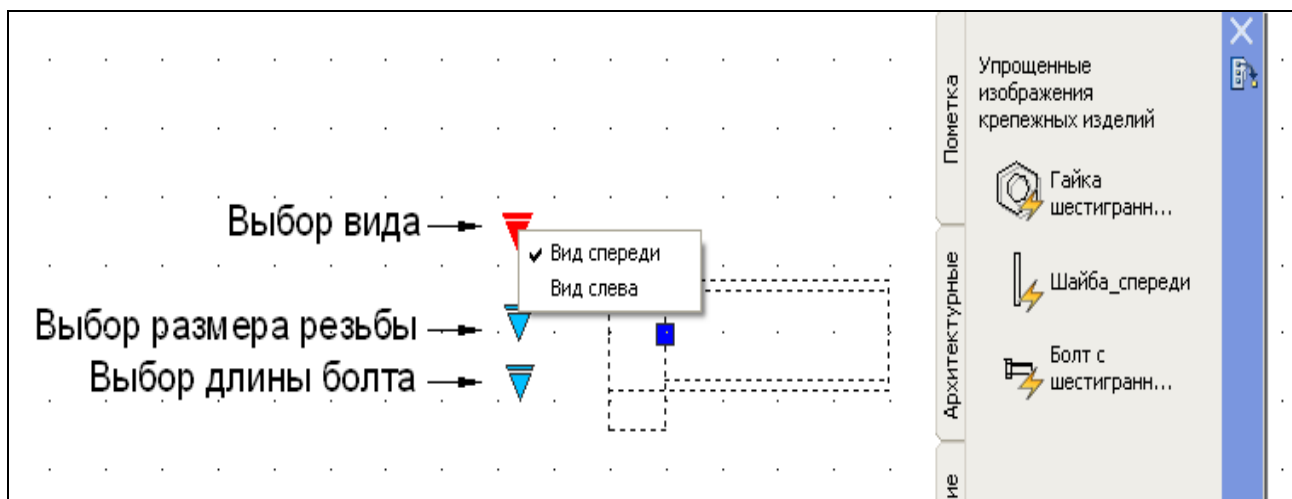 Выбор вида
Вид спереди
Вид слева
Выбор размера резьбы
Выбор длины болта
Пометка
Архитектурные
ие
Упрощенные
изображения
крепежных изделий
Гайка
шестигранн...
Шайба_спереди
Болт с
шестигранн...